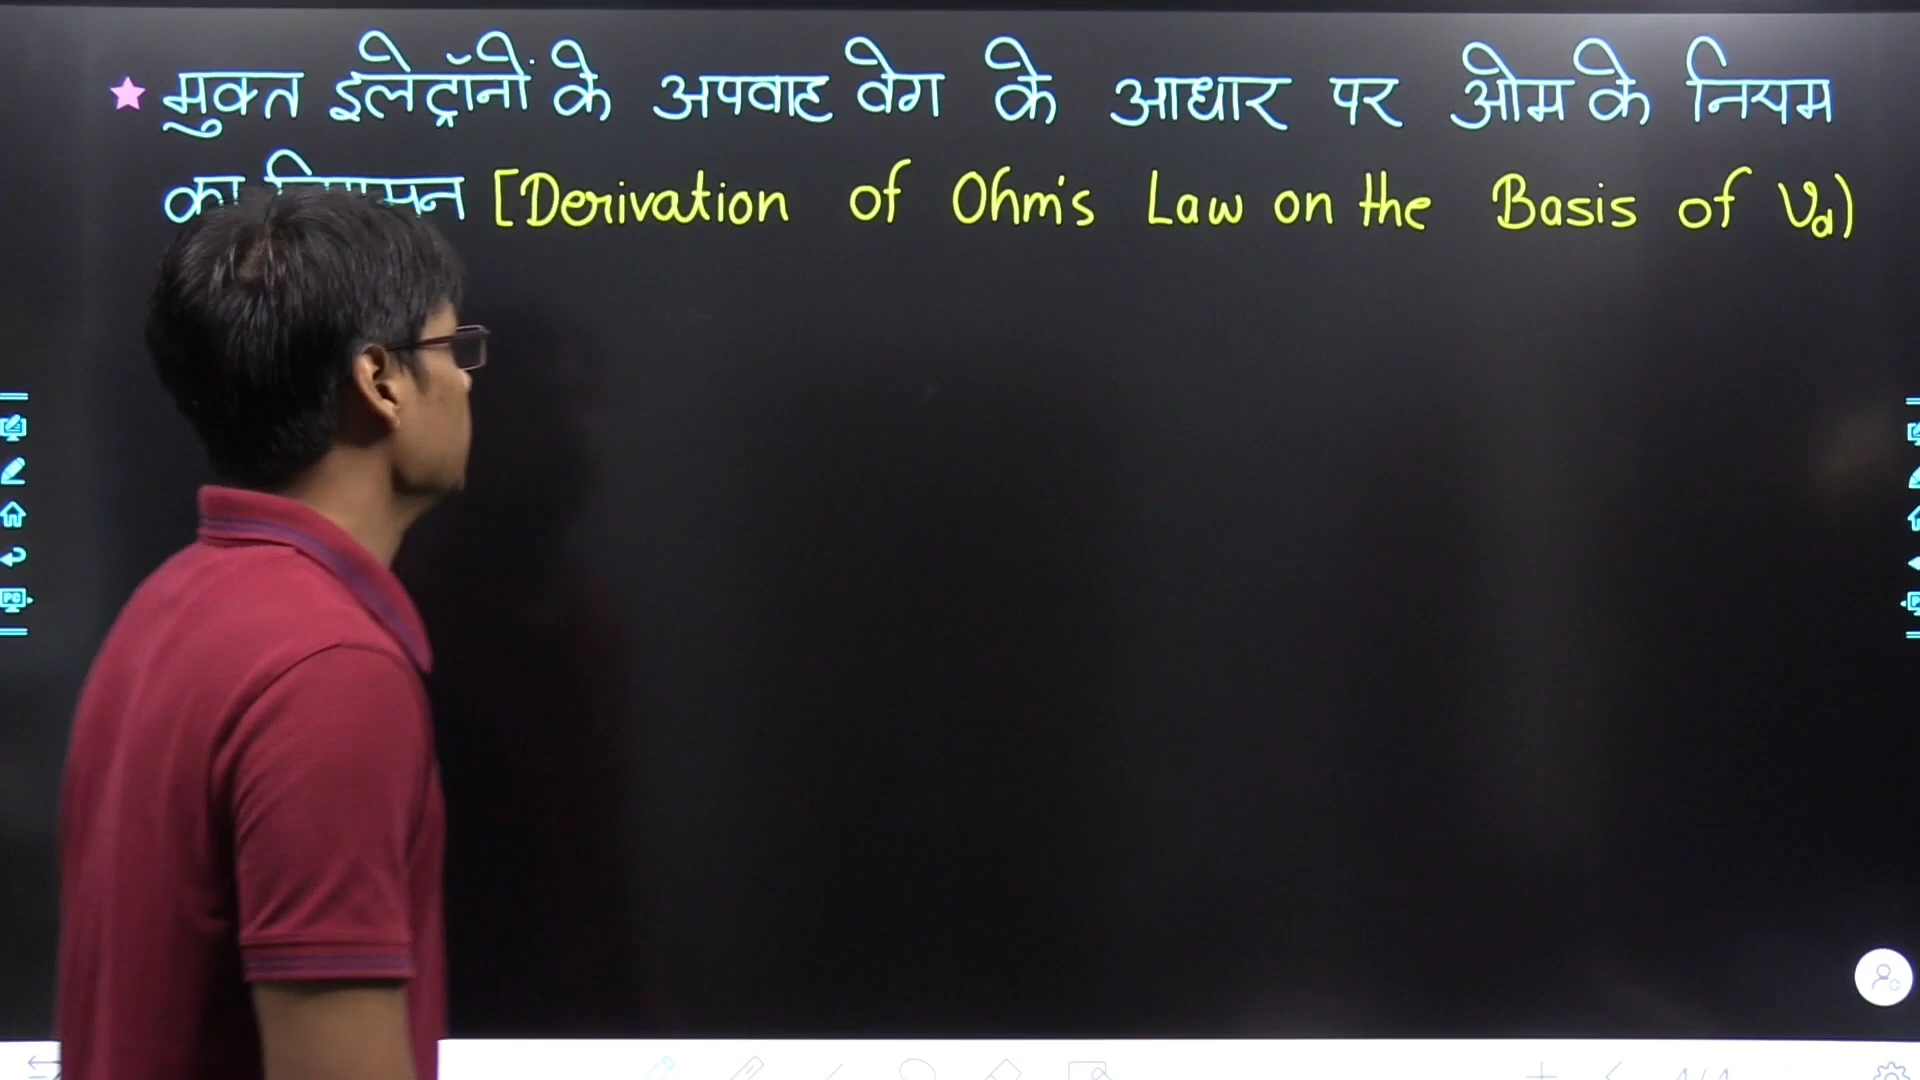 ★ मुक्त इलेट्रॉनों के अपवाह वेग के आधार पर ओम के नियम
का [Derivation of Ohm's Law on the Basis of Vd)